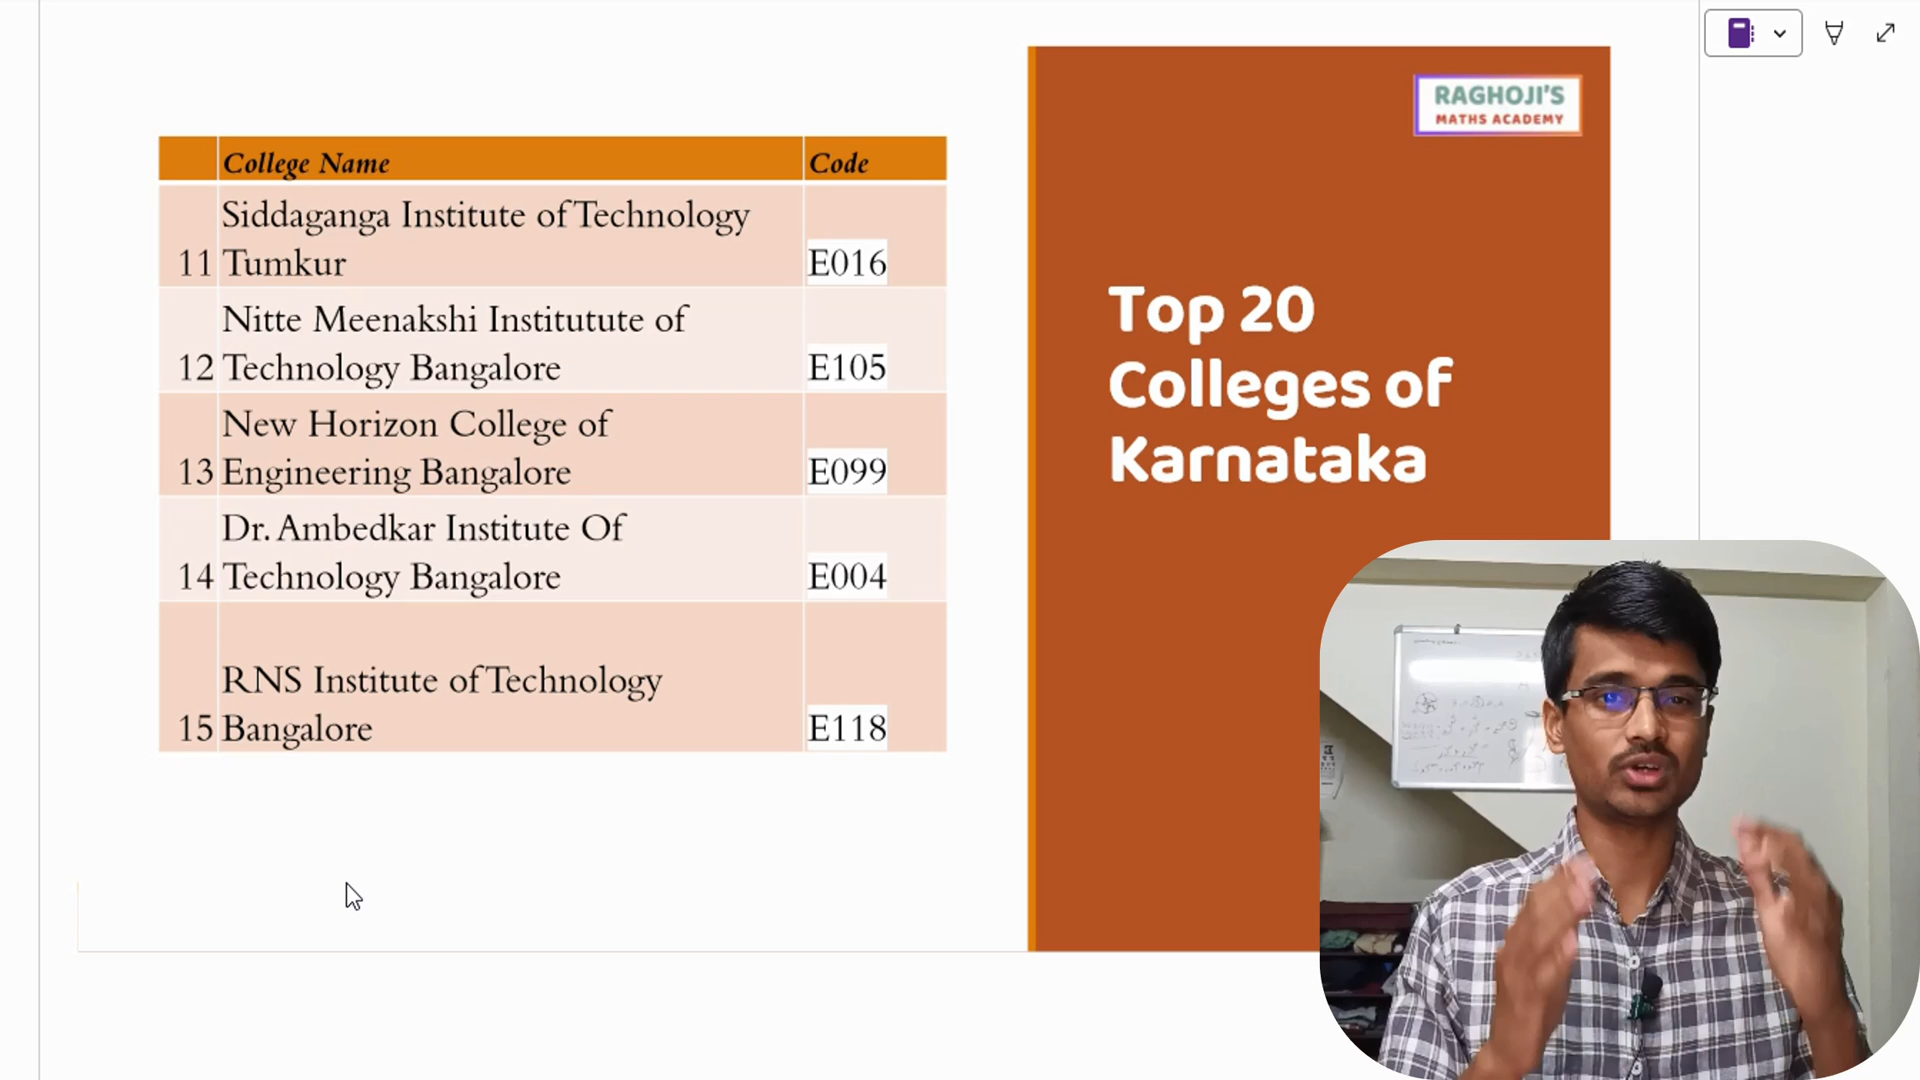 College Name Code
Siddaganga Institute of Technology
11 Tumkur E016
Nitte Meenakshi Institutute of
12 Technology Bangalore E105
New Horizon College of
13 Engineering Bangalore E099
Dr. Ambedkar Institute Of
14 Technology Bangalore E004
RNS Institute of Technology
15 Bangalore E118
RAGHOJI'S
MATHS ACADEMY
Top 20
Colleges of
Karnataka